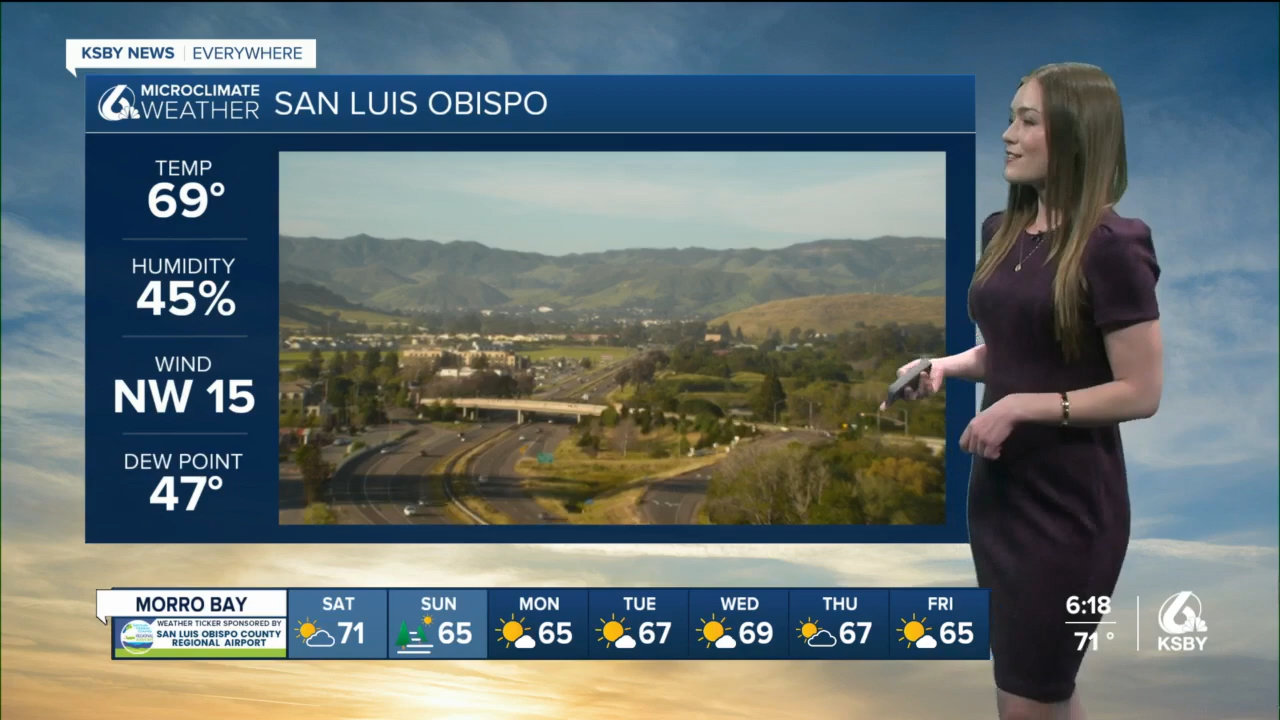 KSBY NEWS | EVERYWHERE
6 MICROCLIMATE
WEATHER
SAN LUIS OBISPO
TEMP
69°
HUMIDITY
45%
WIND
NW 15
DEW POINT
47°
MORRO BAY
WEATHER TICKER SPONSORED BY
SAN LUIS OBISPO COUNTY
REGIONAL AIRPORT
SAT
71
SUN
65
MON
65
TUE
67
WED
69
THU
67
FRI
65
6:18
71°
6
KSBY